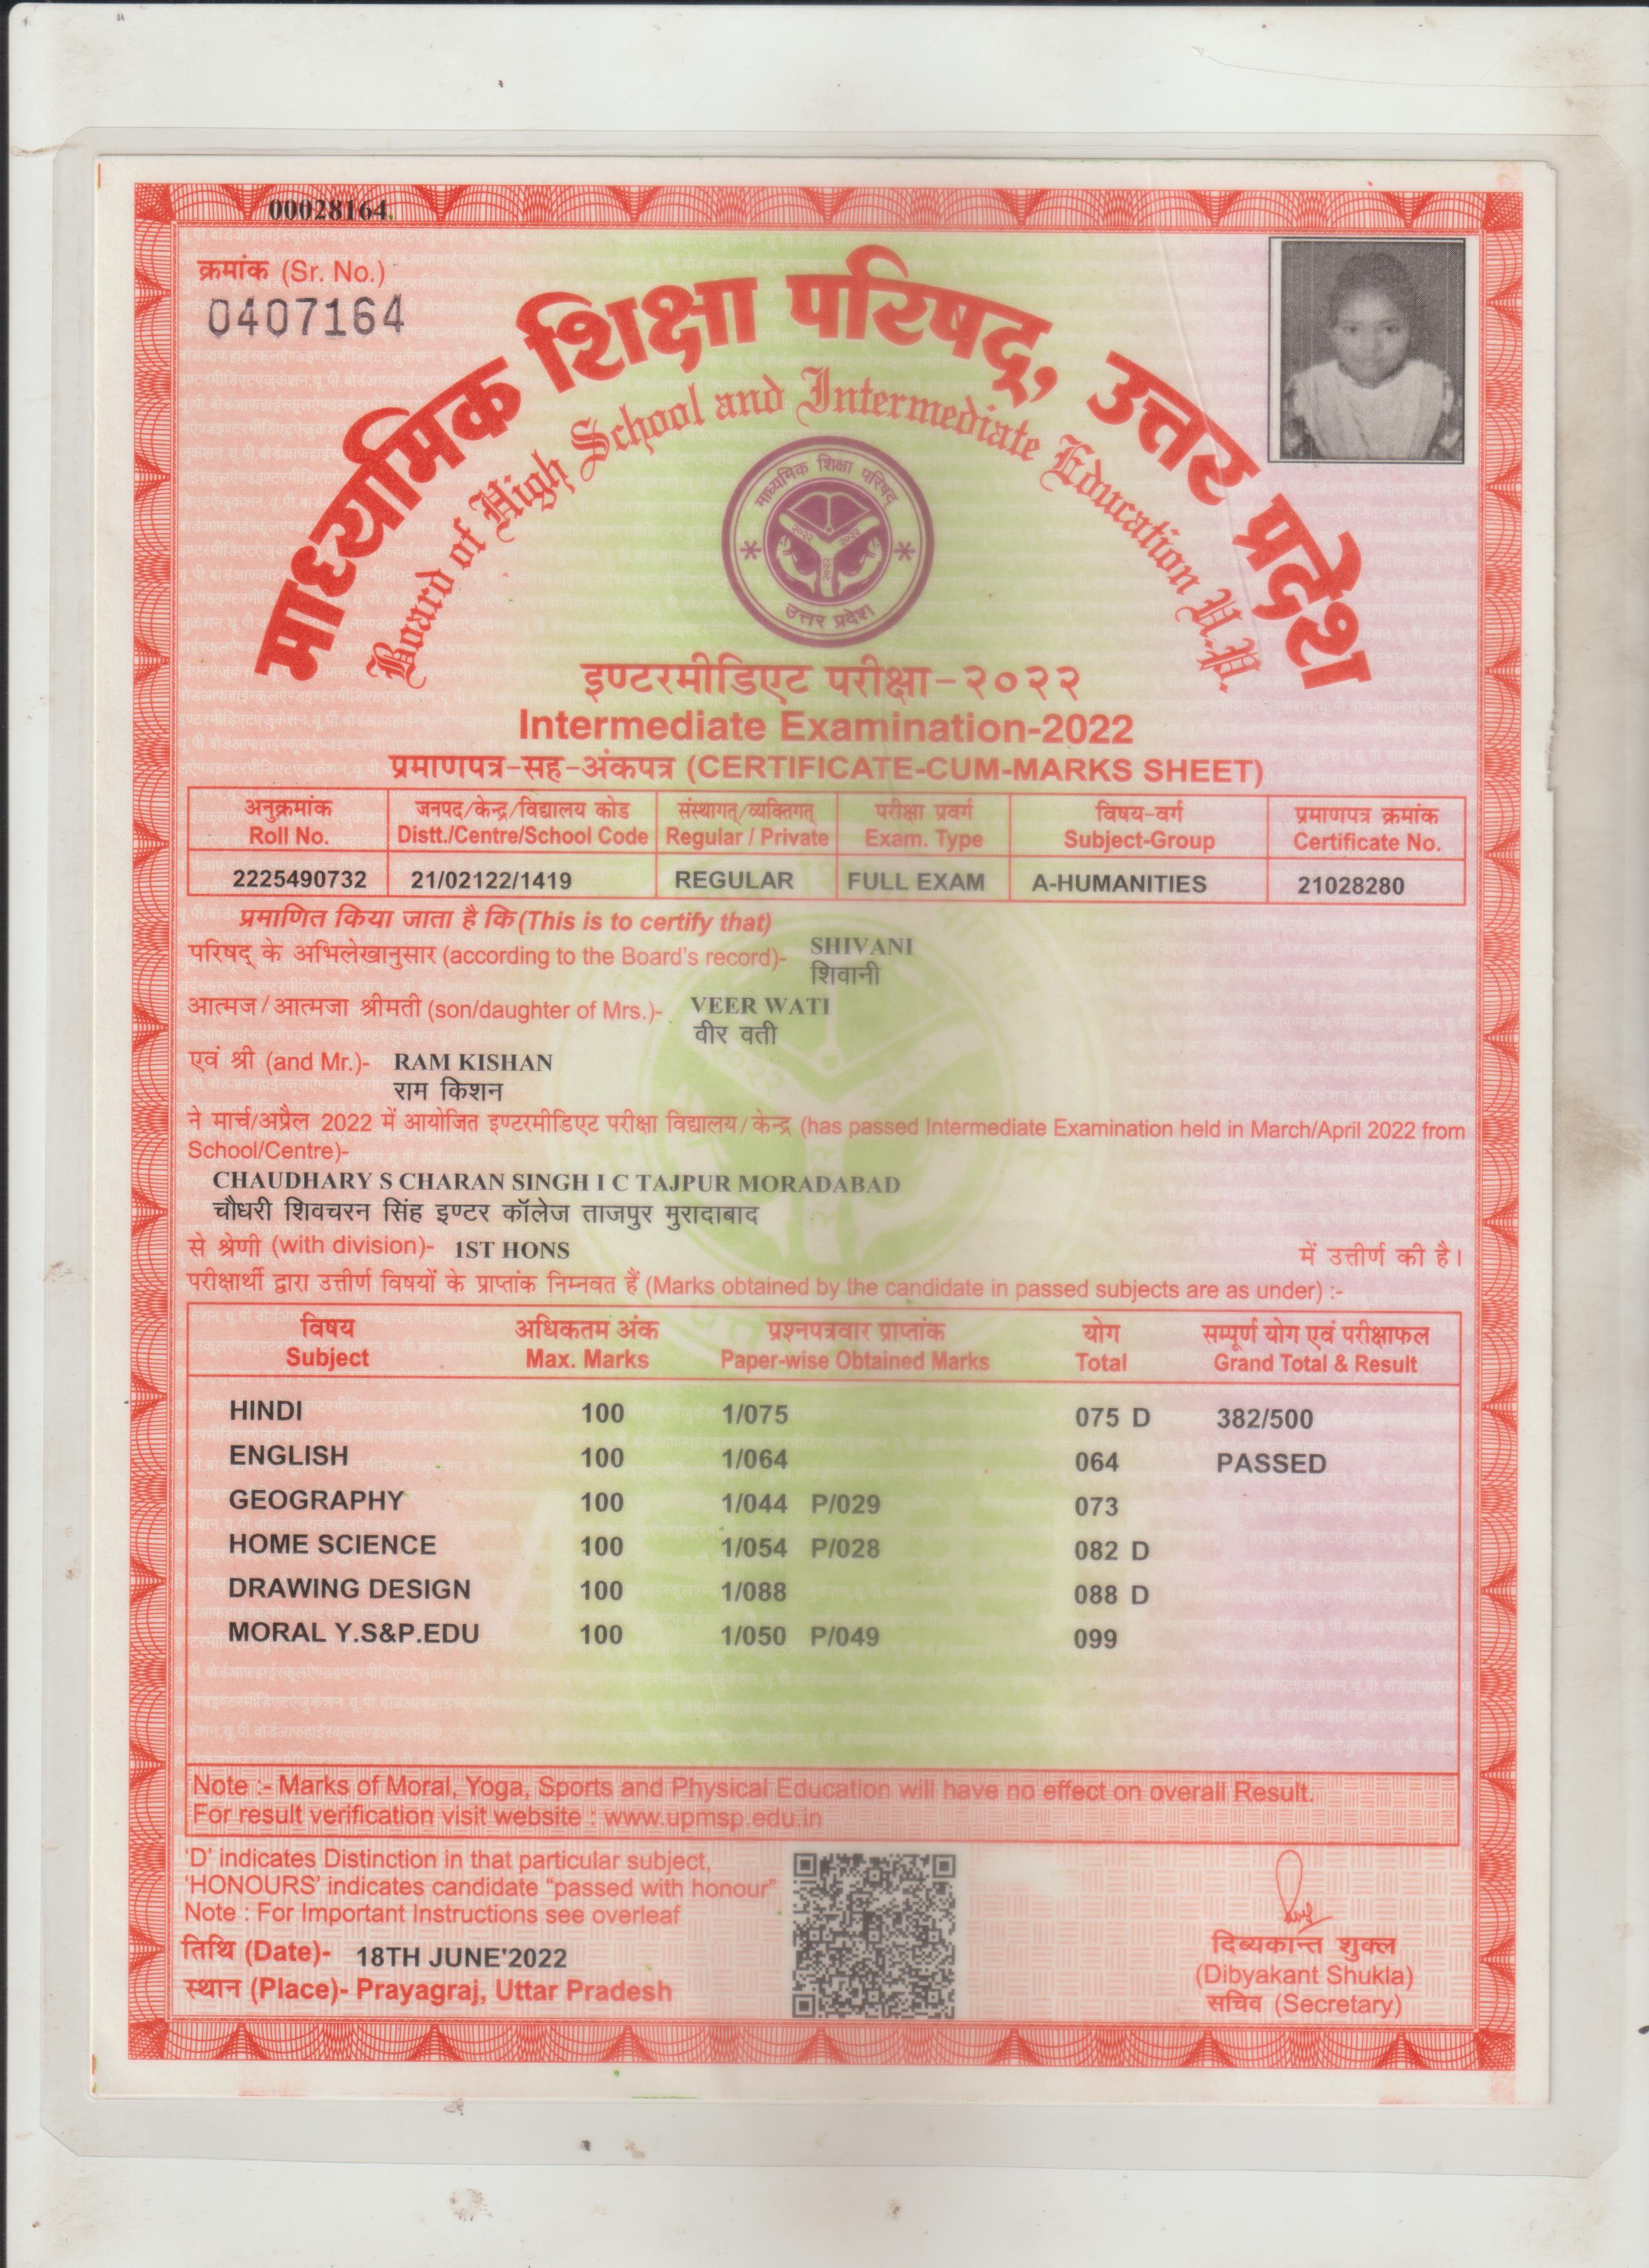 00028164
क्रमांक (Sr. No.)
0407164
माध्यमिक शिक्षा परिषद्, उत्तर प्रदेश
Board of High School and Intermediate Education U.P.
माध्यमिक शिक्षा परिषद्
उत्तर प्रदेश
इण्टरमीडिएट परीक्षा-२०२२
Intermediate Examination-2022
प्रमाणपत्र-सह-अंकपत्र (CERTIFICATE-CUM-MARKS SHEET)
अनुक्रमांक जनपद/केन्द्र/विद्यालय कोड संस्थागत्/व्यक्तिगत् परीक्षा प्रवर्ग विषय-वर्ग प्रमाणपत्र क्रमांक
Roll No. Distt./Centre/School Code Regular / Private Exam. Type Subject-Group Certificate No.
2225490732 21/02122/1419 REGULAR FULL EXAM A-HUMANITIES 21028280
प्रमाणित किया जाता है कि (This is to certify that)
परिषद् के अभिलेखानुसार (according to the Board's record)- SHIVANI
शिवानी
आत्मज/आत्मजा श्रीमती (son/daughter of Mrs.)- VEER WATI
वीर वती
एवं श्री (and Mr.)- RAM KISHAN
राम किशन
ने मार्च/अप्रैल 2022 में आयोजित इण्टरमीडिएट परीक्षा विद्यालय/केन्द्र (has passed Intermediate Examination held in March/April 2022 from
School/Centre)-
CHAUDHARY S CHARAN SINGH I C TAJPUR MORADABAD
चौधरी शिवचरन सिंह इण्टर कॉलेज ताजपुर मुरादाबाद
से श्रेणी (with division)- 1ST HONS में उत्तीर्ण की है।
परीक्षार्थी द्वारा उत्तीर्ण विषयों के प्राप्तांक निम्नवत हैं (Marks obtained by the candidate in passed subjects are as under) :-
विषय अधिकतम अंक प्रश्नपत्रवार प्राप्तांक योग सम्पूर्ण योग एवं परीक्षाफल
Subject Max. Marks Paper-wise Obtained Marks Total Grand Total & Result
HINDI 100 1/075 075 D 382/500
ENGLISH 100 1/064 064 PASSED
GEOGRAPHY 100 1/044 P/029 073
HOME SCIENCE 100 1/054 P/028 082 D
DRAWING DESIGN 100 1/088 088 D
MORAL Y.S&P.EDU 100 1/050 P/049 099
Note :- Marks of Moral, Yoga, Sports and Physical Education will have no effect on overall Result.
For result verification visit website : www.upmsp.edu.in
'D' indicates Distinction in that particular subject,
'HONOURS' indicates candidate "passed with honour"
Note : For Important Instructions see overleaf
तिथि (Date)- 18TH JUNE'2022
स्थान (Place)- Prayagraj, Uttar Pradesh
दिब्यकान्त शुक्ल
(Dibyakant Shukla)
सचिव (Secretary)